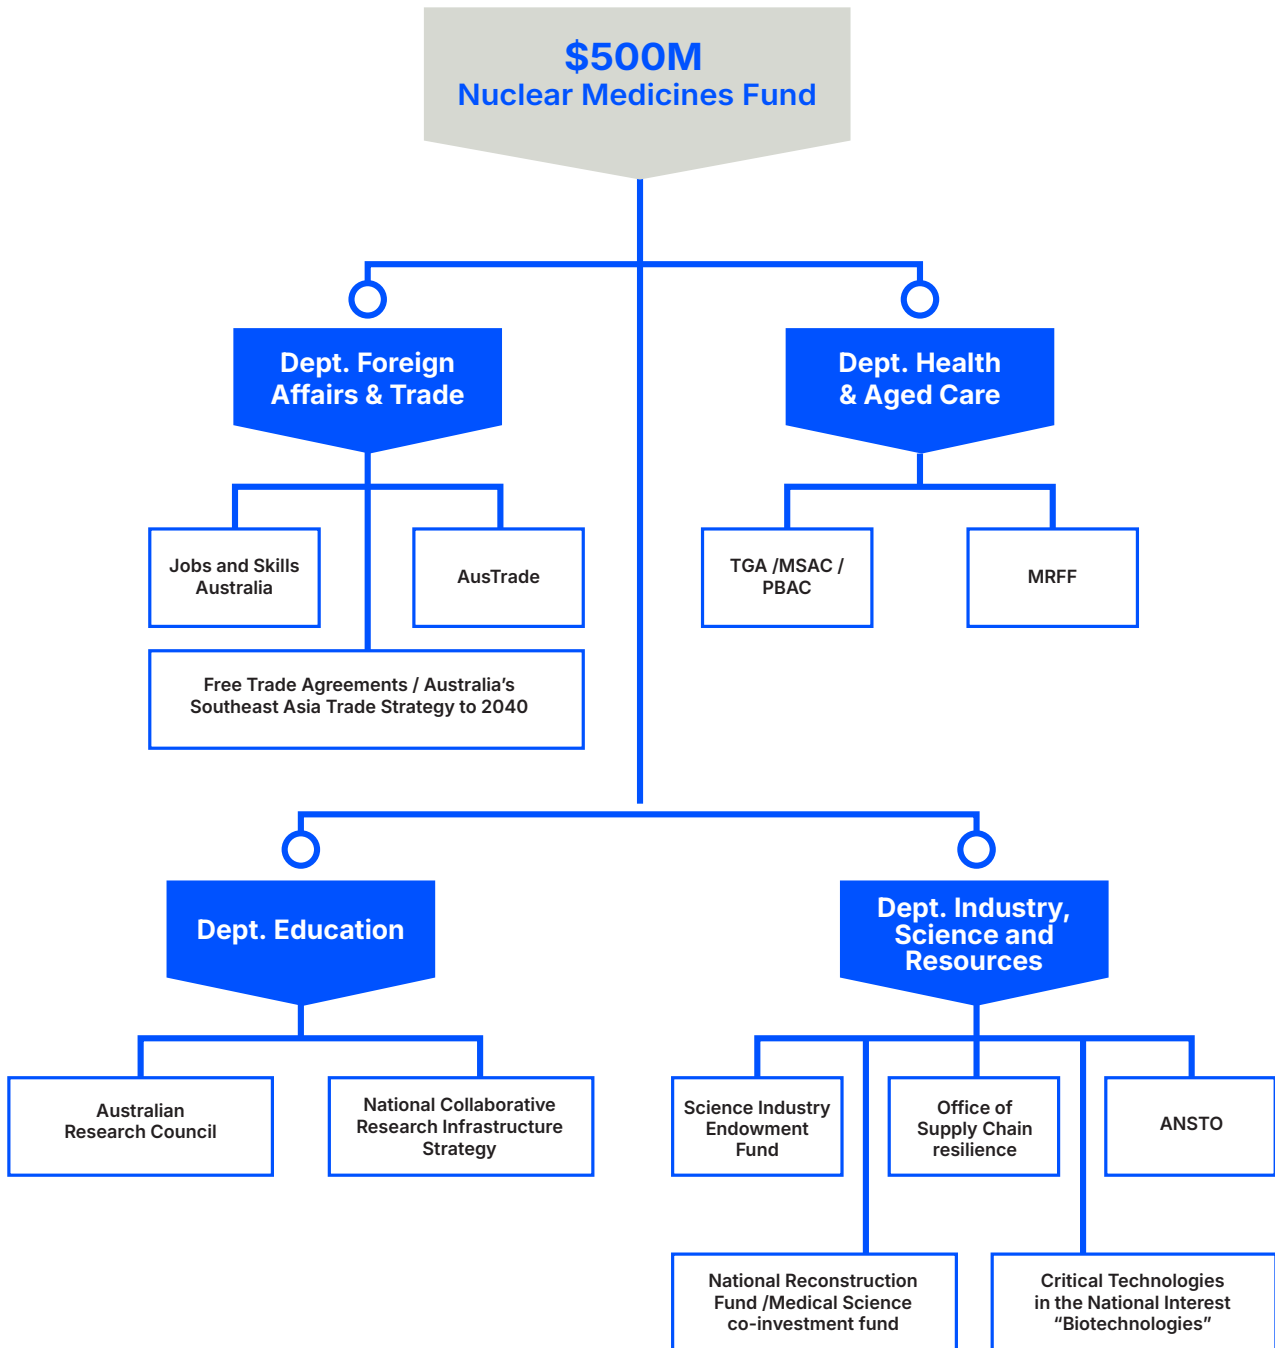 $500M
Nuclear Medicines Fund
Dept. Foreign
Affairs & Trade
Dept. Health
& Aged Care
Jobs and Skills
Australia
AusTrade
TGA /MSAC /
PBAC
MRFF
Free Trade Agreements / Australia’s
Southeast Asia Trade Strategy to 2040
Dept. Education
Dept. Industry,
Science and
Resources
Australian
Research Council
National Collaborative
Research Infrastructure
Strategy
Science Industry
Endowment
Fund
Office of
Supply Chain
resilience
ANSTO
National Reconstruction
Fund /Medical Science
co-investment fund
Critical Technologies
in the National Interest
“Biotechnologies”